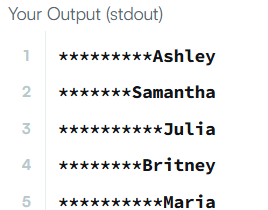 Your Output (stdout)
1 *********Ashley
2 *******Samantha
3 **********Julia
4 ********Britney
5 **********Maria